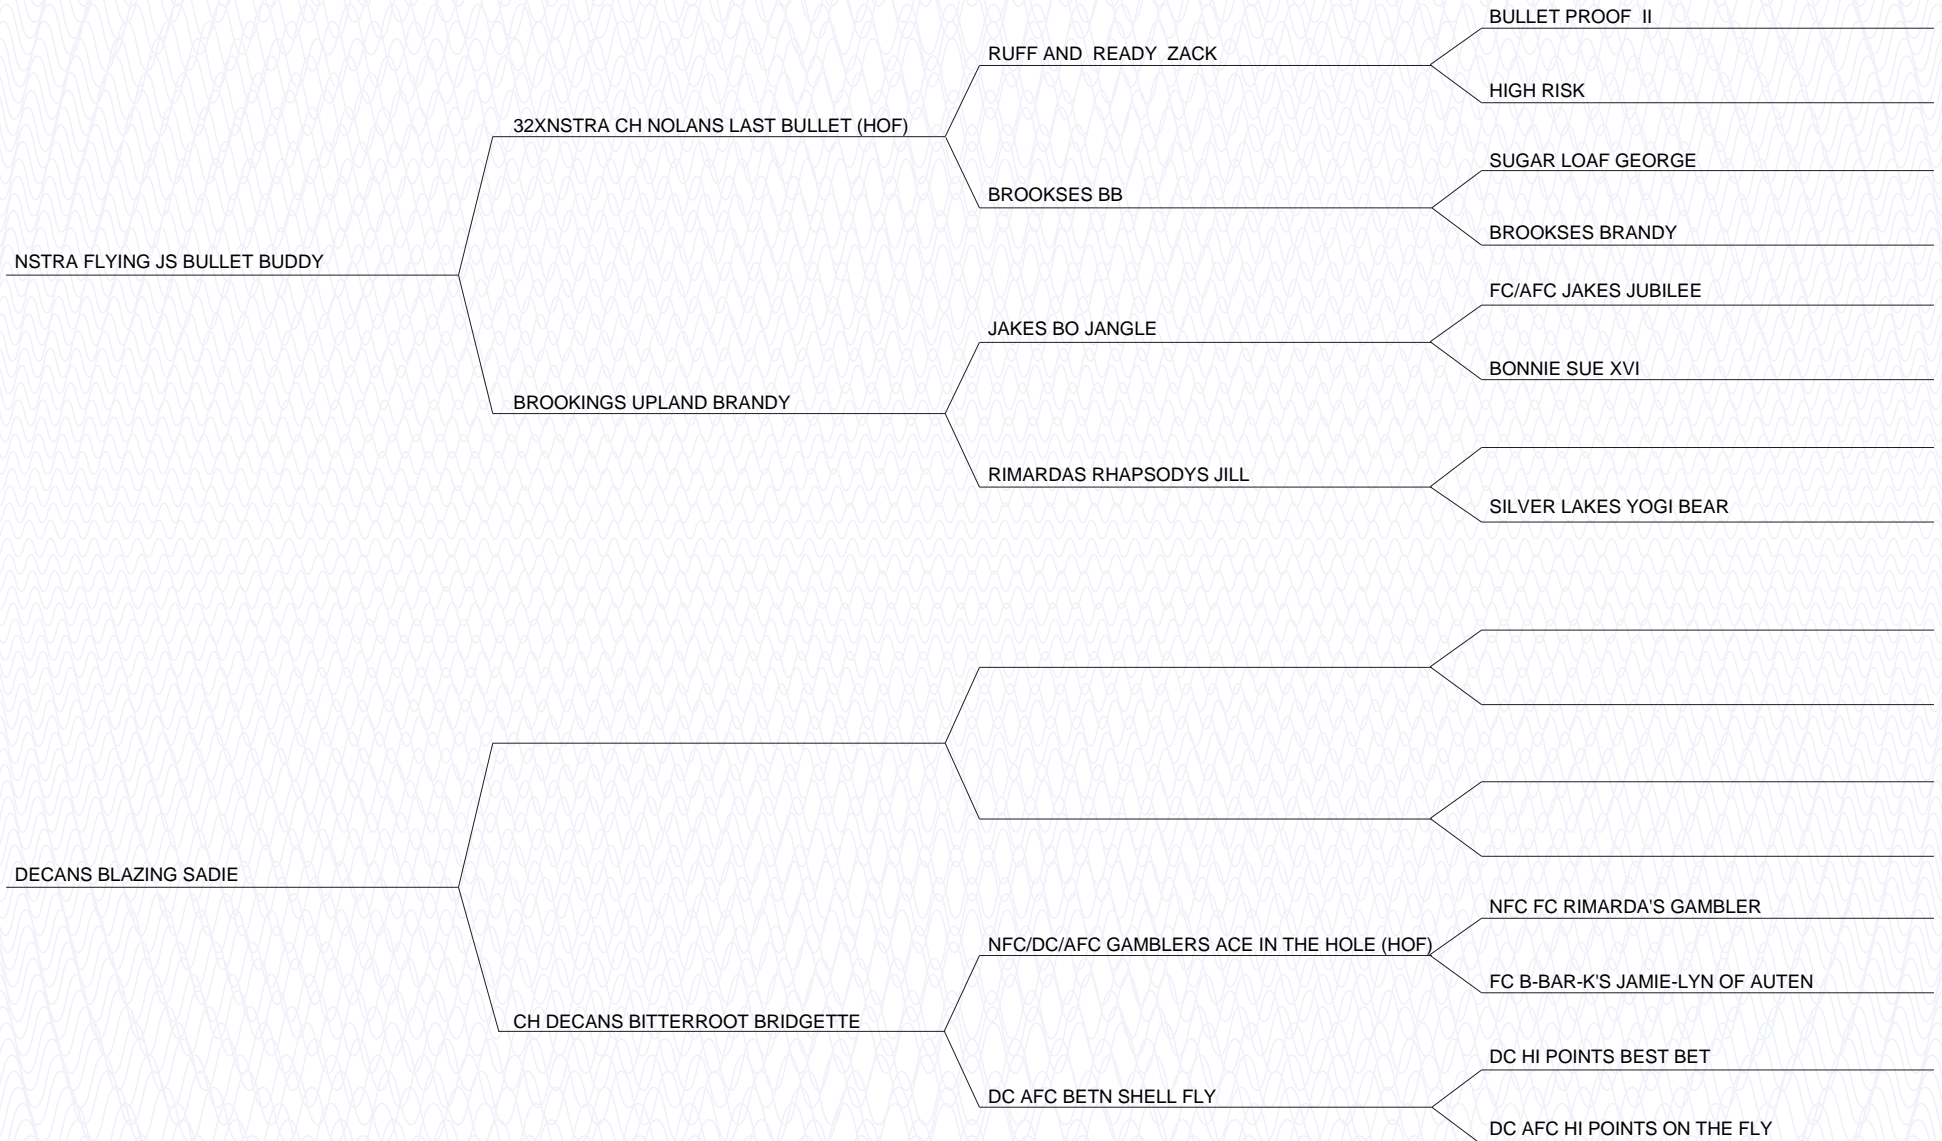 BULLET PROOF  II
RUFF AND  READY  ZACK
HIGH RISK
32XNSTRA CH NOLANS LAST BULLET (HOF)
SUGAR LOAF GEORGE
BROOKSES BB
BROOKSES BRANDY
NSTRA FLYING JS BULLET BUDDY
FC/AFC JAKES JUBILEE
JAKES BO JANGLE
BONNIE SUE XVI
BROOKINGS UPLAND BRANDY
RIMARDAS RHAPSODYS JILL
SILVER LAKES YOGI BEAR
DECANS BLAZING SADIE
NFC FC RIMARDA'S GAMBLER
NFC/DC/AFC GAMBLERS ACE IN THE HOLE (HOF)
FC B-BAR-K'S JAMIE-LYN OF AUTEN
CH DECANS BITTERROOT BRIDGETTE
DC HI POINTS BEST BET
DC AFC BETN SHELL FLY
DC AFC HI POINTS ON THE FLY